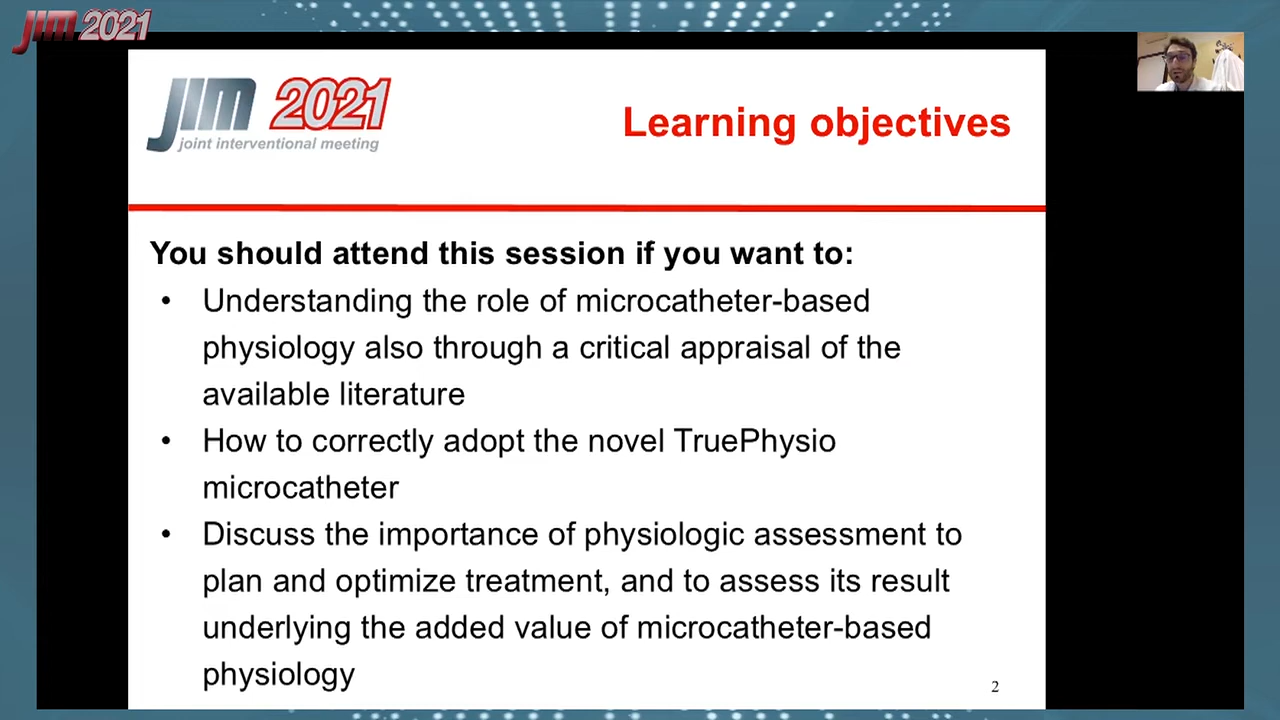 JIM 2021
JIM 2021
joint interventional meeting
Learning objectives
You should attend this session if you want to:
• Understanding the role of microcatheter-based
physiology also through a critical appraisal of the
available literature
• How to correctly adopt the novel TruePhysio
microcatheter
• Discuss the importance of physiologic assessment to
plan and optimize treatment, and to assess its result
underlying the added value of microcatheter-based
physiology
2